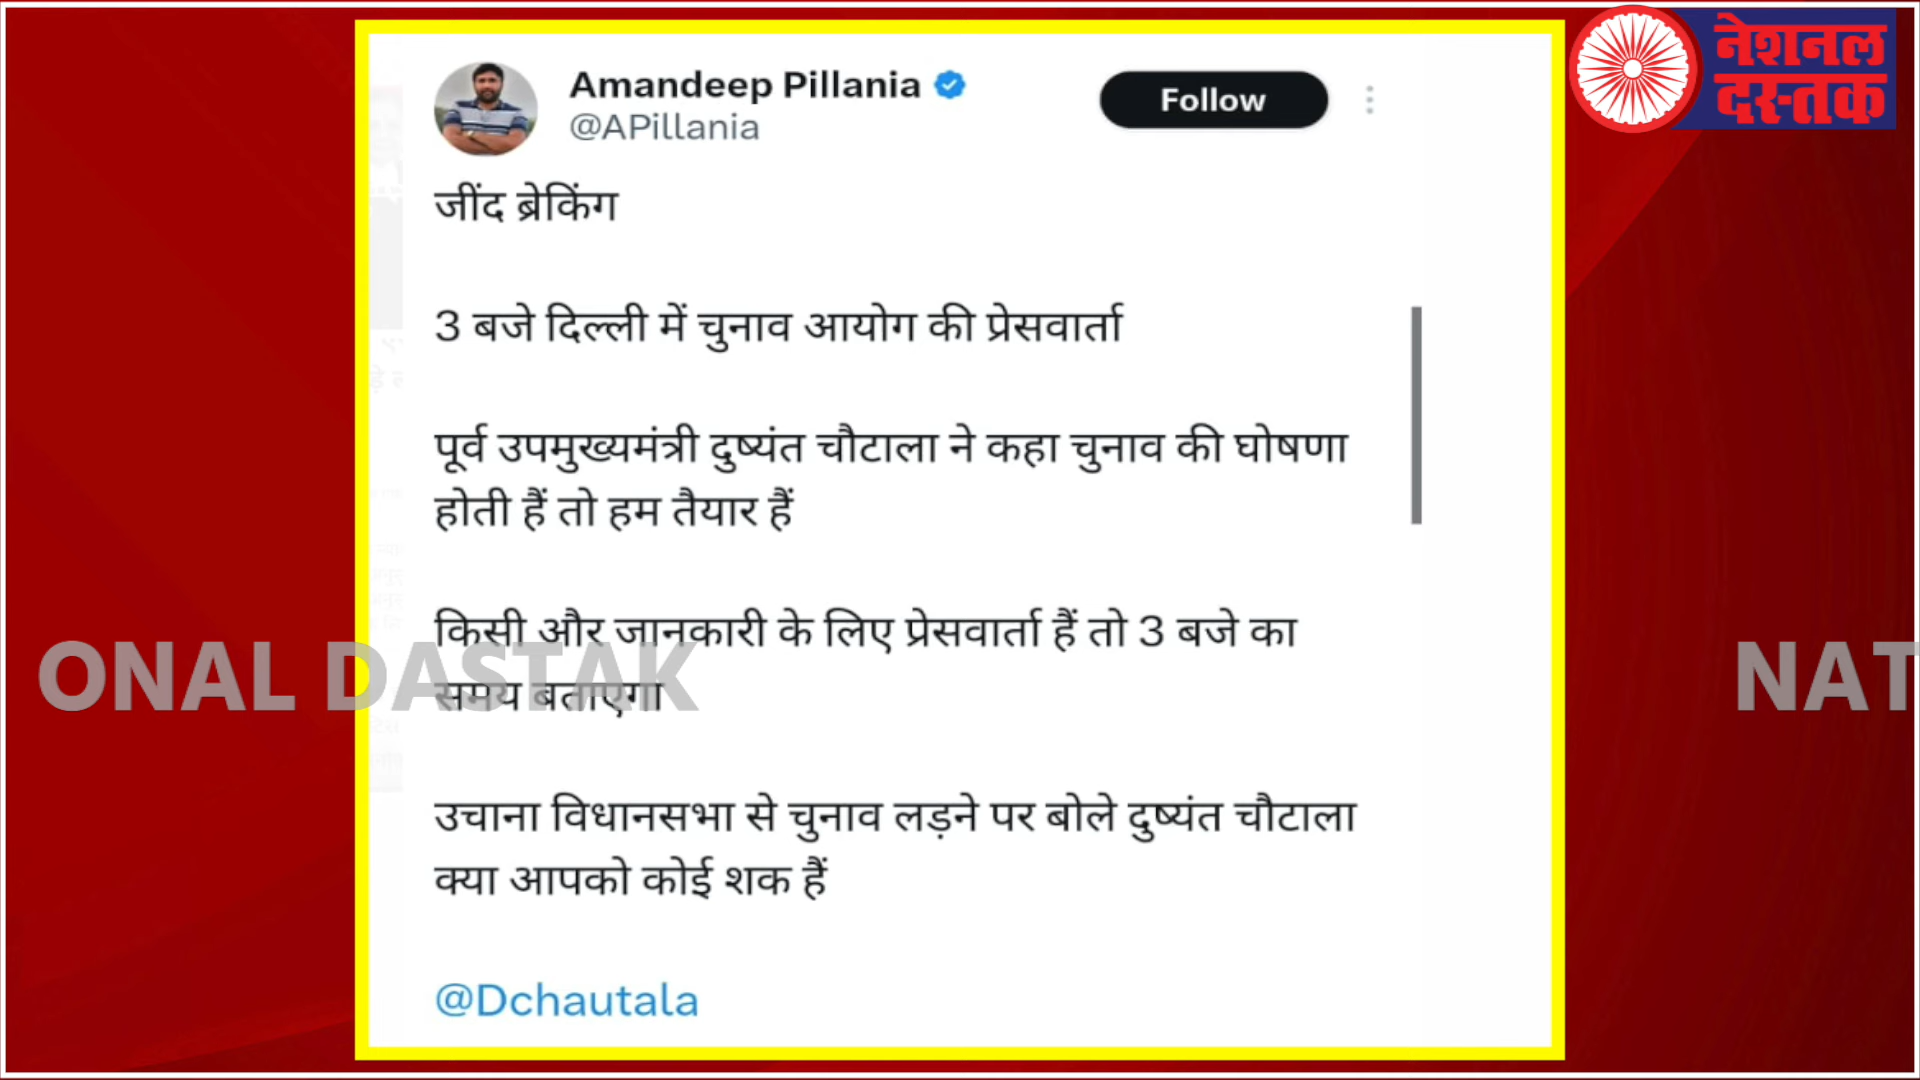 Amandeep Pillania
@APillania
Follow
नेशनल
दस्तक
जींद ब्रेकिंग
3 बजे दिल्ली में चुनाव आयोग की प्रेसवार्ता
पूर्व उपमुख्यमंत्री दुष्यंत चौटाला ने कहा चुनाव की घोषणा
होती हैं तो हम तैयार हैं
किसी और जानकारी के लिए प्रेसवार्ता हैं तो 3 बजे का
समय बताएगा
ONAL DASTAK
NAT
उचाना विधानसभा से चुनाव लड़ने पर बोले दुष्यंत चौटाला
क्या आपको कोई शक हैं
@Dchautala